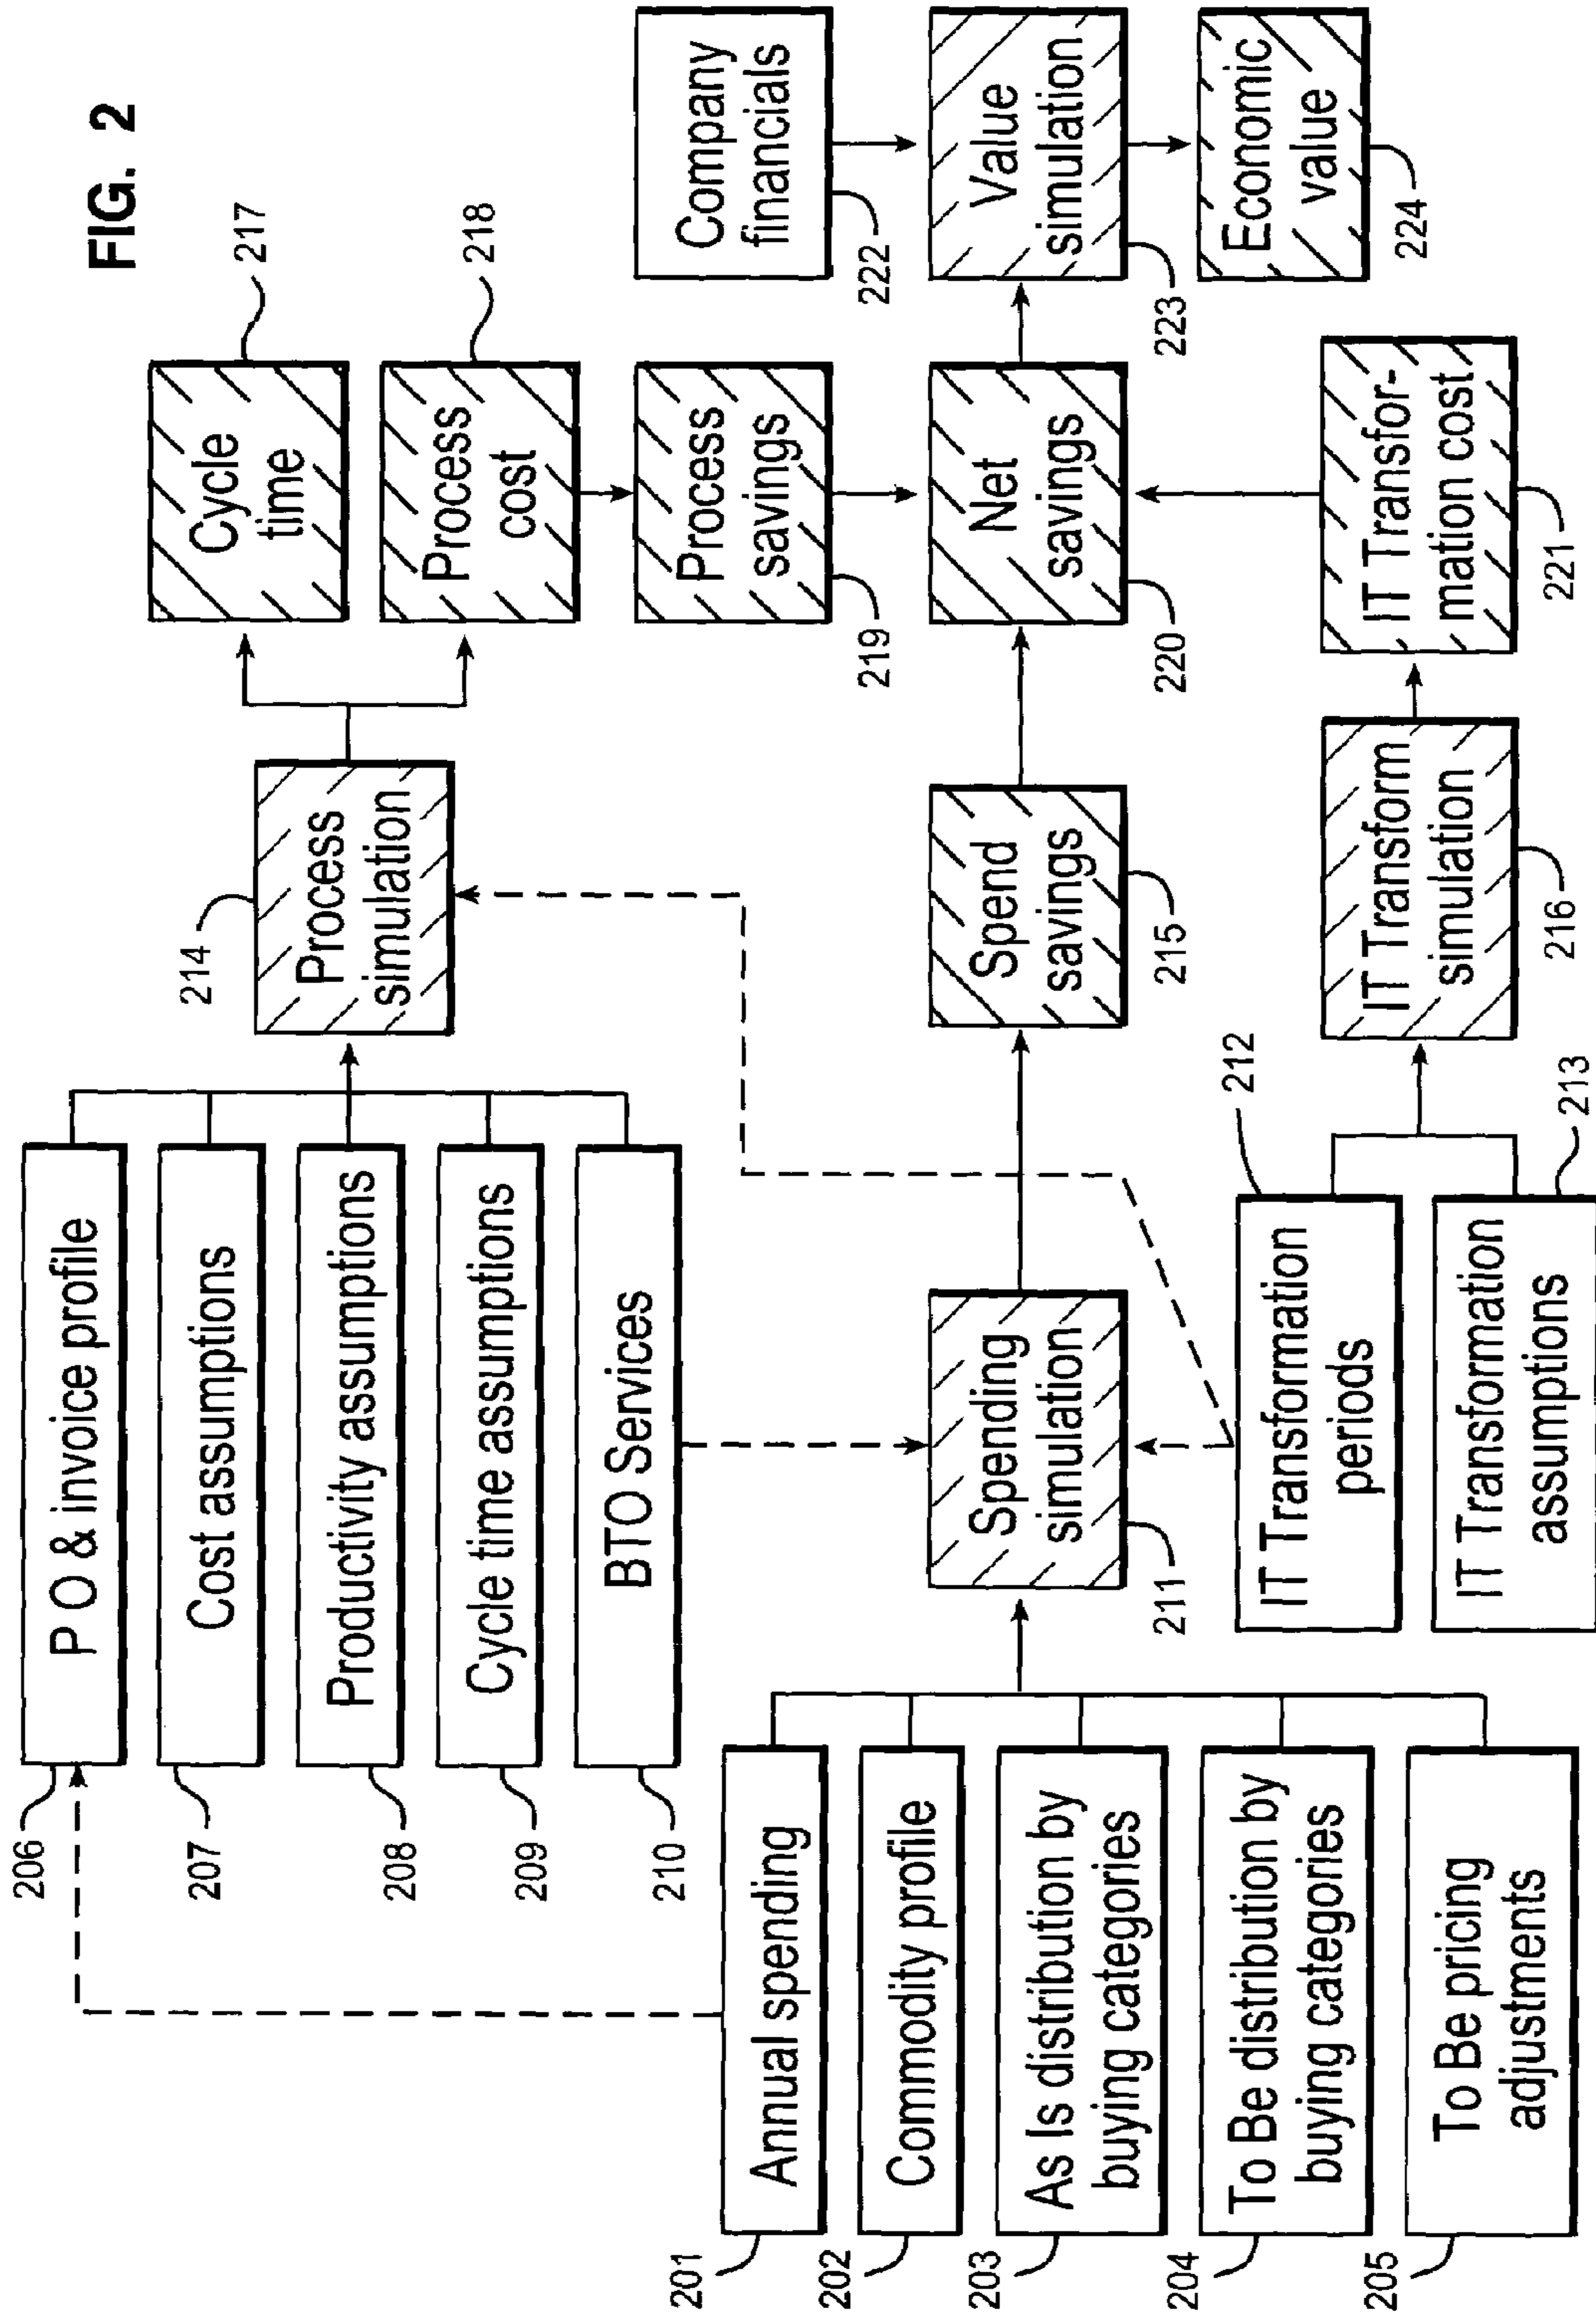 FIG. 2
206
P O & invoice profile
207
Cost assumptions
208
Productivity assumptions
209
Cycle time assumptions
210
BTO Services
214
Process
simulation
Cycle
time
217
Process
cost
218
Process
savings
219
201
Annual spending
202
Commodity profile
203
As Is distribution by
buying categories
204
To Be distribution by
buying categories
205
To Be pricing
adjustments
Spending
simulation
211
Spend
savings
215
Net
savings
220
Company
financials
222
Value
simulation
223
Economic
value
224
212
IT Transformation
periods
213
IT Transformation
assumptions
IT Transform
simulation
216
IT Transfor-
mation cost
221